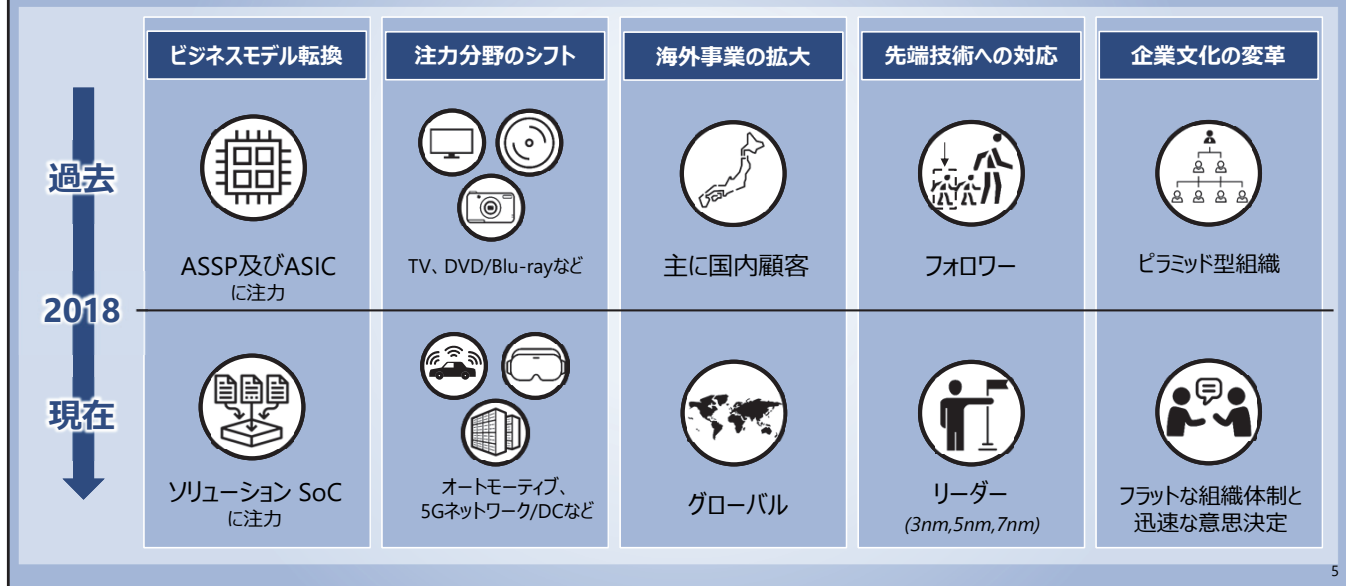 ビジネスモデル転換
注力分野のシフト
海外事業の拡大
先端技術への対応
企業文化の変革
過去
ASSP及びASIC
に注力
TV、DVD/Blu-rayなど
主に国内顧客
フォロワー
ピラミッド型組織
2018
現在
ソリューション SoC
に注力
オートモーティブ、
5Gネットワーク/DCなど
グローバル
リーダー
(3nm,5nm,7nm)
フラットな組織体制と
迅速な意思決定
5